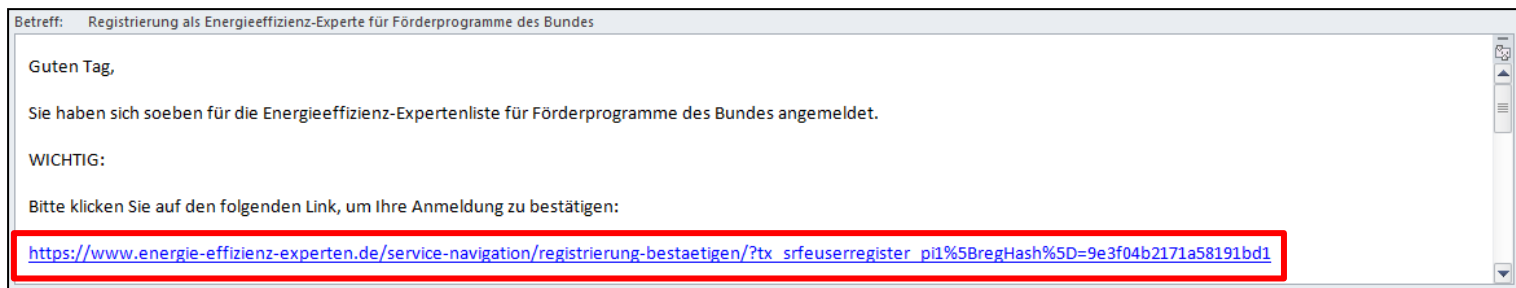 Betreff: Registrierung als Energieeffizienz-Experte für Förderprogramme des Bundes
Guten Tag,
Sie haben sich soeben für die Energieeffizienz-Expertenliste für Förderprogramme des Bundes angemeldet.
WICHTIG:
Bitte klicken Sie auf den folgenden Link, um Ihre Anmeldung zu bestätigen:
https://www.energie-effizienz-experten.de/service-navigation/registrierung-bestaetigen/?tx_srfeuserregister_pi1%5BregHash%5D=9e3f04b2171a58191bd1